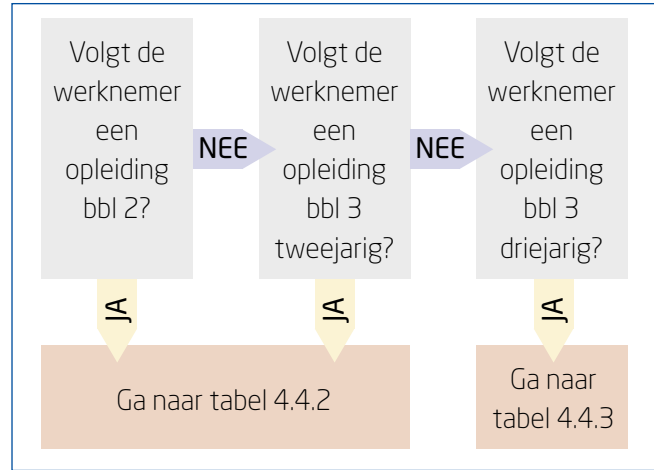 Volgt de
werknemer
een
opleiding
bbl 2?
NEE
Volgt de
werknemer
een
opleiding
bbl 3
tweejarig?
NEE
Volgt de
werknemer
een
opleiding
bbl 3
driejarig?
JA
JA
JA
Ga naar tabel 4.4.2
Ga naar
tabel 4.4.3